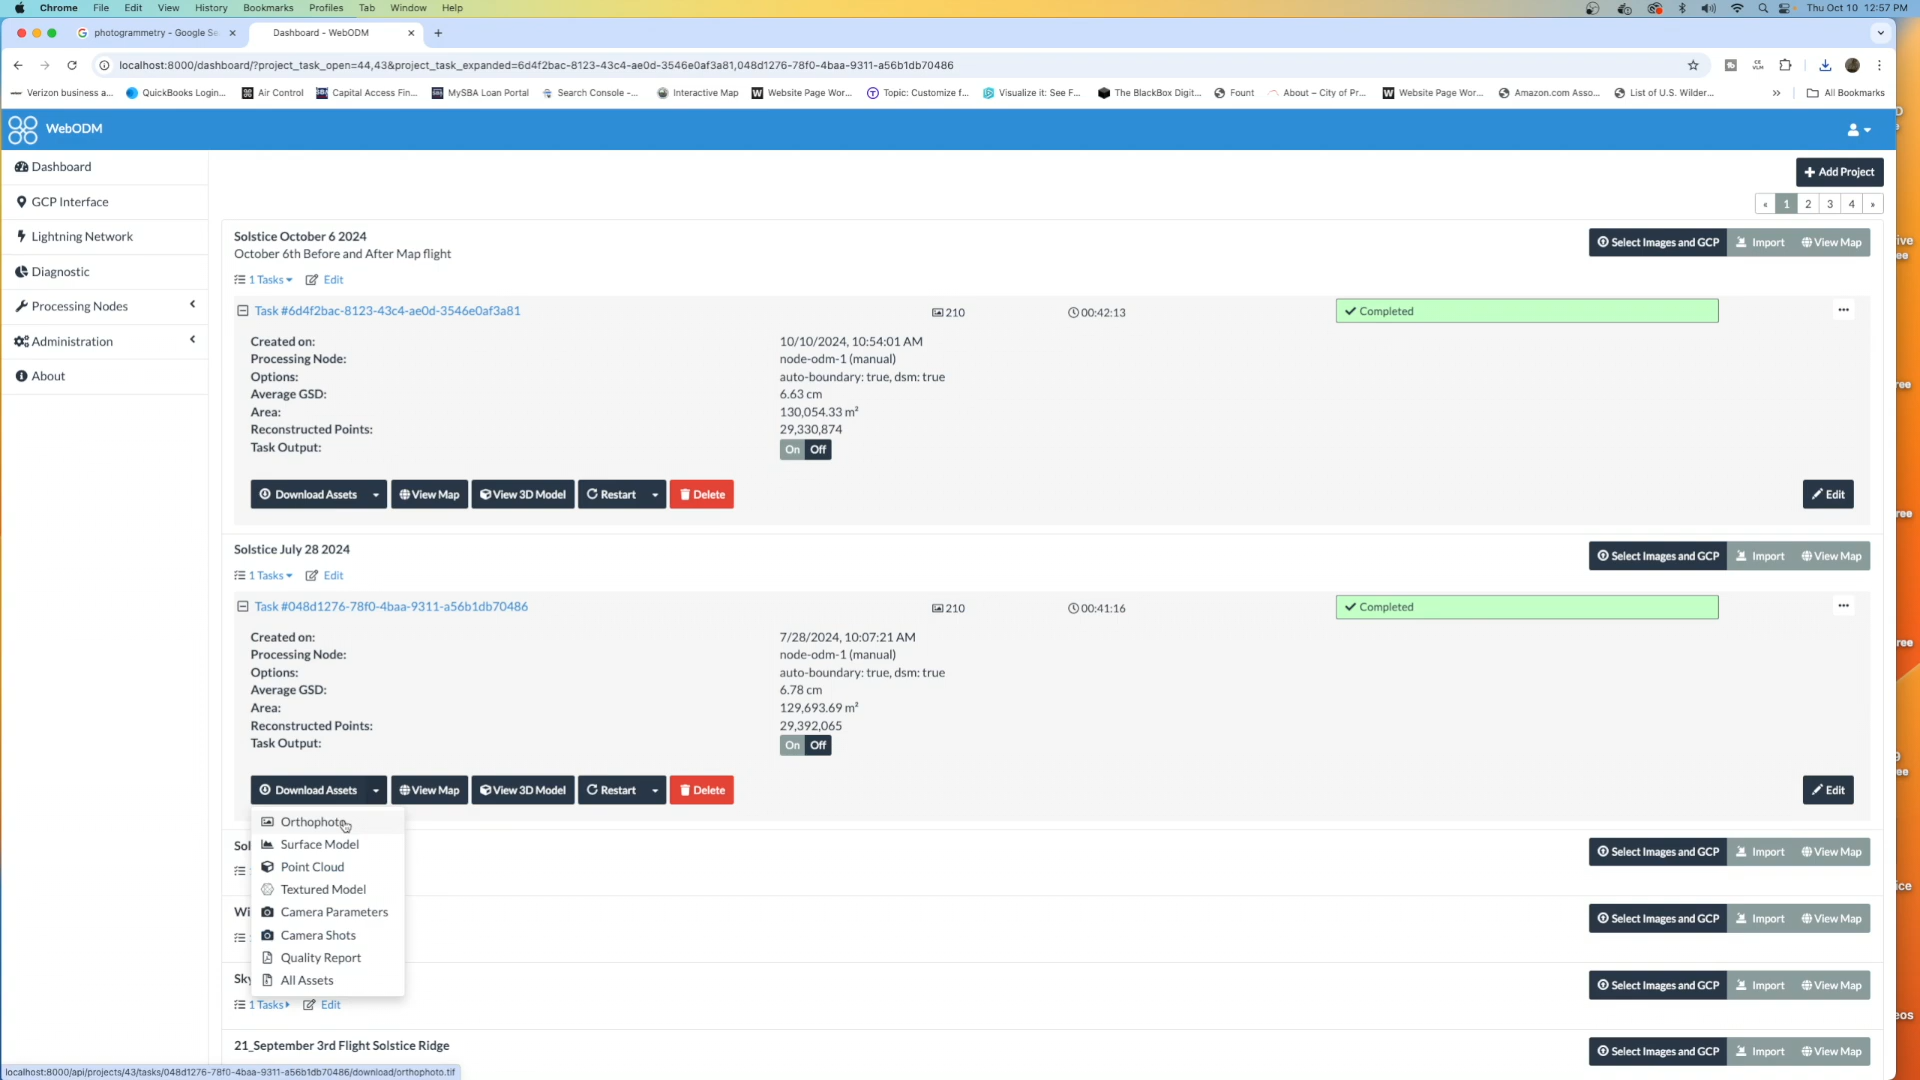 Chrome File Edit View History Bookmarks Profiles Tab Window Help Thu Oct 10 12:57 PM
photogrammetry - Google Se Dashboard - WebODM
localhost:8000/dashboard/?project_task_open=44,43&project_task_expanded=6d4f2bac-8123-43c4-ae0d-3546e0af3a81,048d1276-78f0-4baa-9311-a56b1db70486
Verizon business a... QuickBooks Login... Air Control Capital Access Fin... MySBA Loan Portal Search Console -... Interactive Map Website Page Wor... Topic: Customize f... Visualize it: See F... The BlackBox Digit... Fount About – City of Pr... Website Page Wor... Amazon.com Asso... List of U.S. Wilder... » All Bookmarks
WebODM
Dashboard
GCP Interface
Lightning Network
Diagnostic
Processing Nodes
Administration
About
Add Project
« 1 2 3 4 »
Solstice October 6 2024
October 6th Before and After Map flight
Select Images and GCP Import View Map
1 Tasks Edit
Task #6d4f2bac-8123-43c4-ae0d-3546e0af3a81 210 00:42:13 Completed
Created on: 10/10/2024, 10:54:01 AM
Processing Node: node-odm-1 (manual)
Options: auto-boundary: true, dsm: true
Average GSD: 6.63 cm
Area: 130,054.33 m²
Reconstructed Points: 29,330,874
Task Output: On Off
Download Assets View Map View 3D Model Restart Delete Edit
Solstice July 28 2024
Select Images and GCP Import View Map
1 Tasks Edit
Task #048d1276-78f0-4baa-9311-a56b1db70486 210 00:41:16 Completed
Created on: 7/28/2024, 10:07:21 AM
Processing Node: node-odm-1 (manual)
Options: auto-boundary: true, dsm: true
Average GSD: 6.78 cm
Area: 129,693.69 m²
Reconstructed Points: 29,392,065
Task Output: On Off
Download Assets View Map View 3D Model Restart Delete Edit
Orthophoto
Surface Model
Point Cloud
Textured Model
Camera Parameters
Camera Shots
Quality Report
All Assets
Sol
Select Images and GCP Import View Map
Wi
Select Images and GCP Import View Map
Sky
Select Images and GCP Import View Map
1 Tasks Edit
21_September 3rd Flight Solstice Ridge
Select Images and GCP Import View Map
localhost:8000/api/projects/43/tasks/048d1276-78f0-4baa-9311-a56b1db70486/download/orthophoto.tif